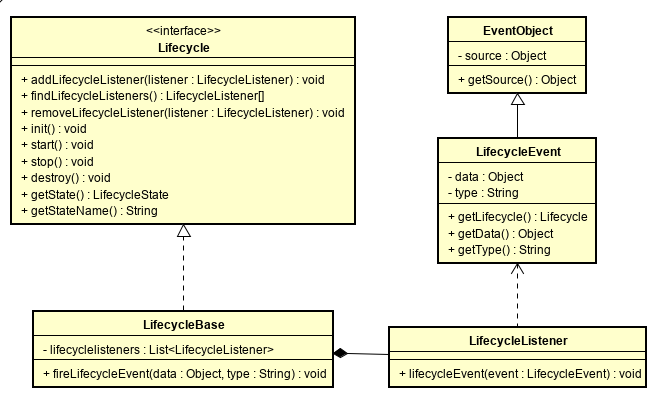 <<interface>>
Lifecycle
+ addLifecycleListener(listener : LifecycleListener) : void
+ findLifecycleListeners() : LifecycleListener[]
+ removeLifecycleListener(listener : LifecycleListener) : void
+ init() : void
+ start() : void
+ stop() : void
+ destroy() : void
+ getState() : LifecycleState
+ getStateName() : String
EventObject
- source : Object
+ getSource() : Object
LifecycleEvent
- data : Object
- type : String
+ getLifecycle() : Lifecycle
+ getData() : Object
+ getType() : String
LifecycleBase
- lifecyclelisteners : List<LifecycleListener>
+ fireLifecycleEvent(data : Object, type : String) : void
LifecycleListener
+ lifecycleEvent(event : LifecycleEvent) : void